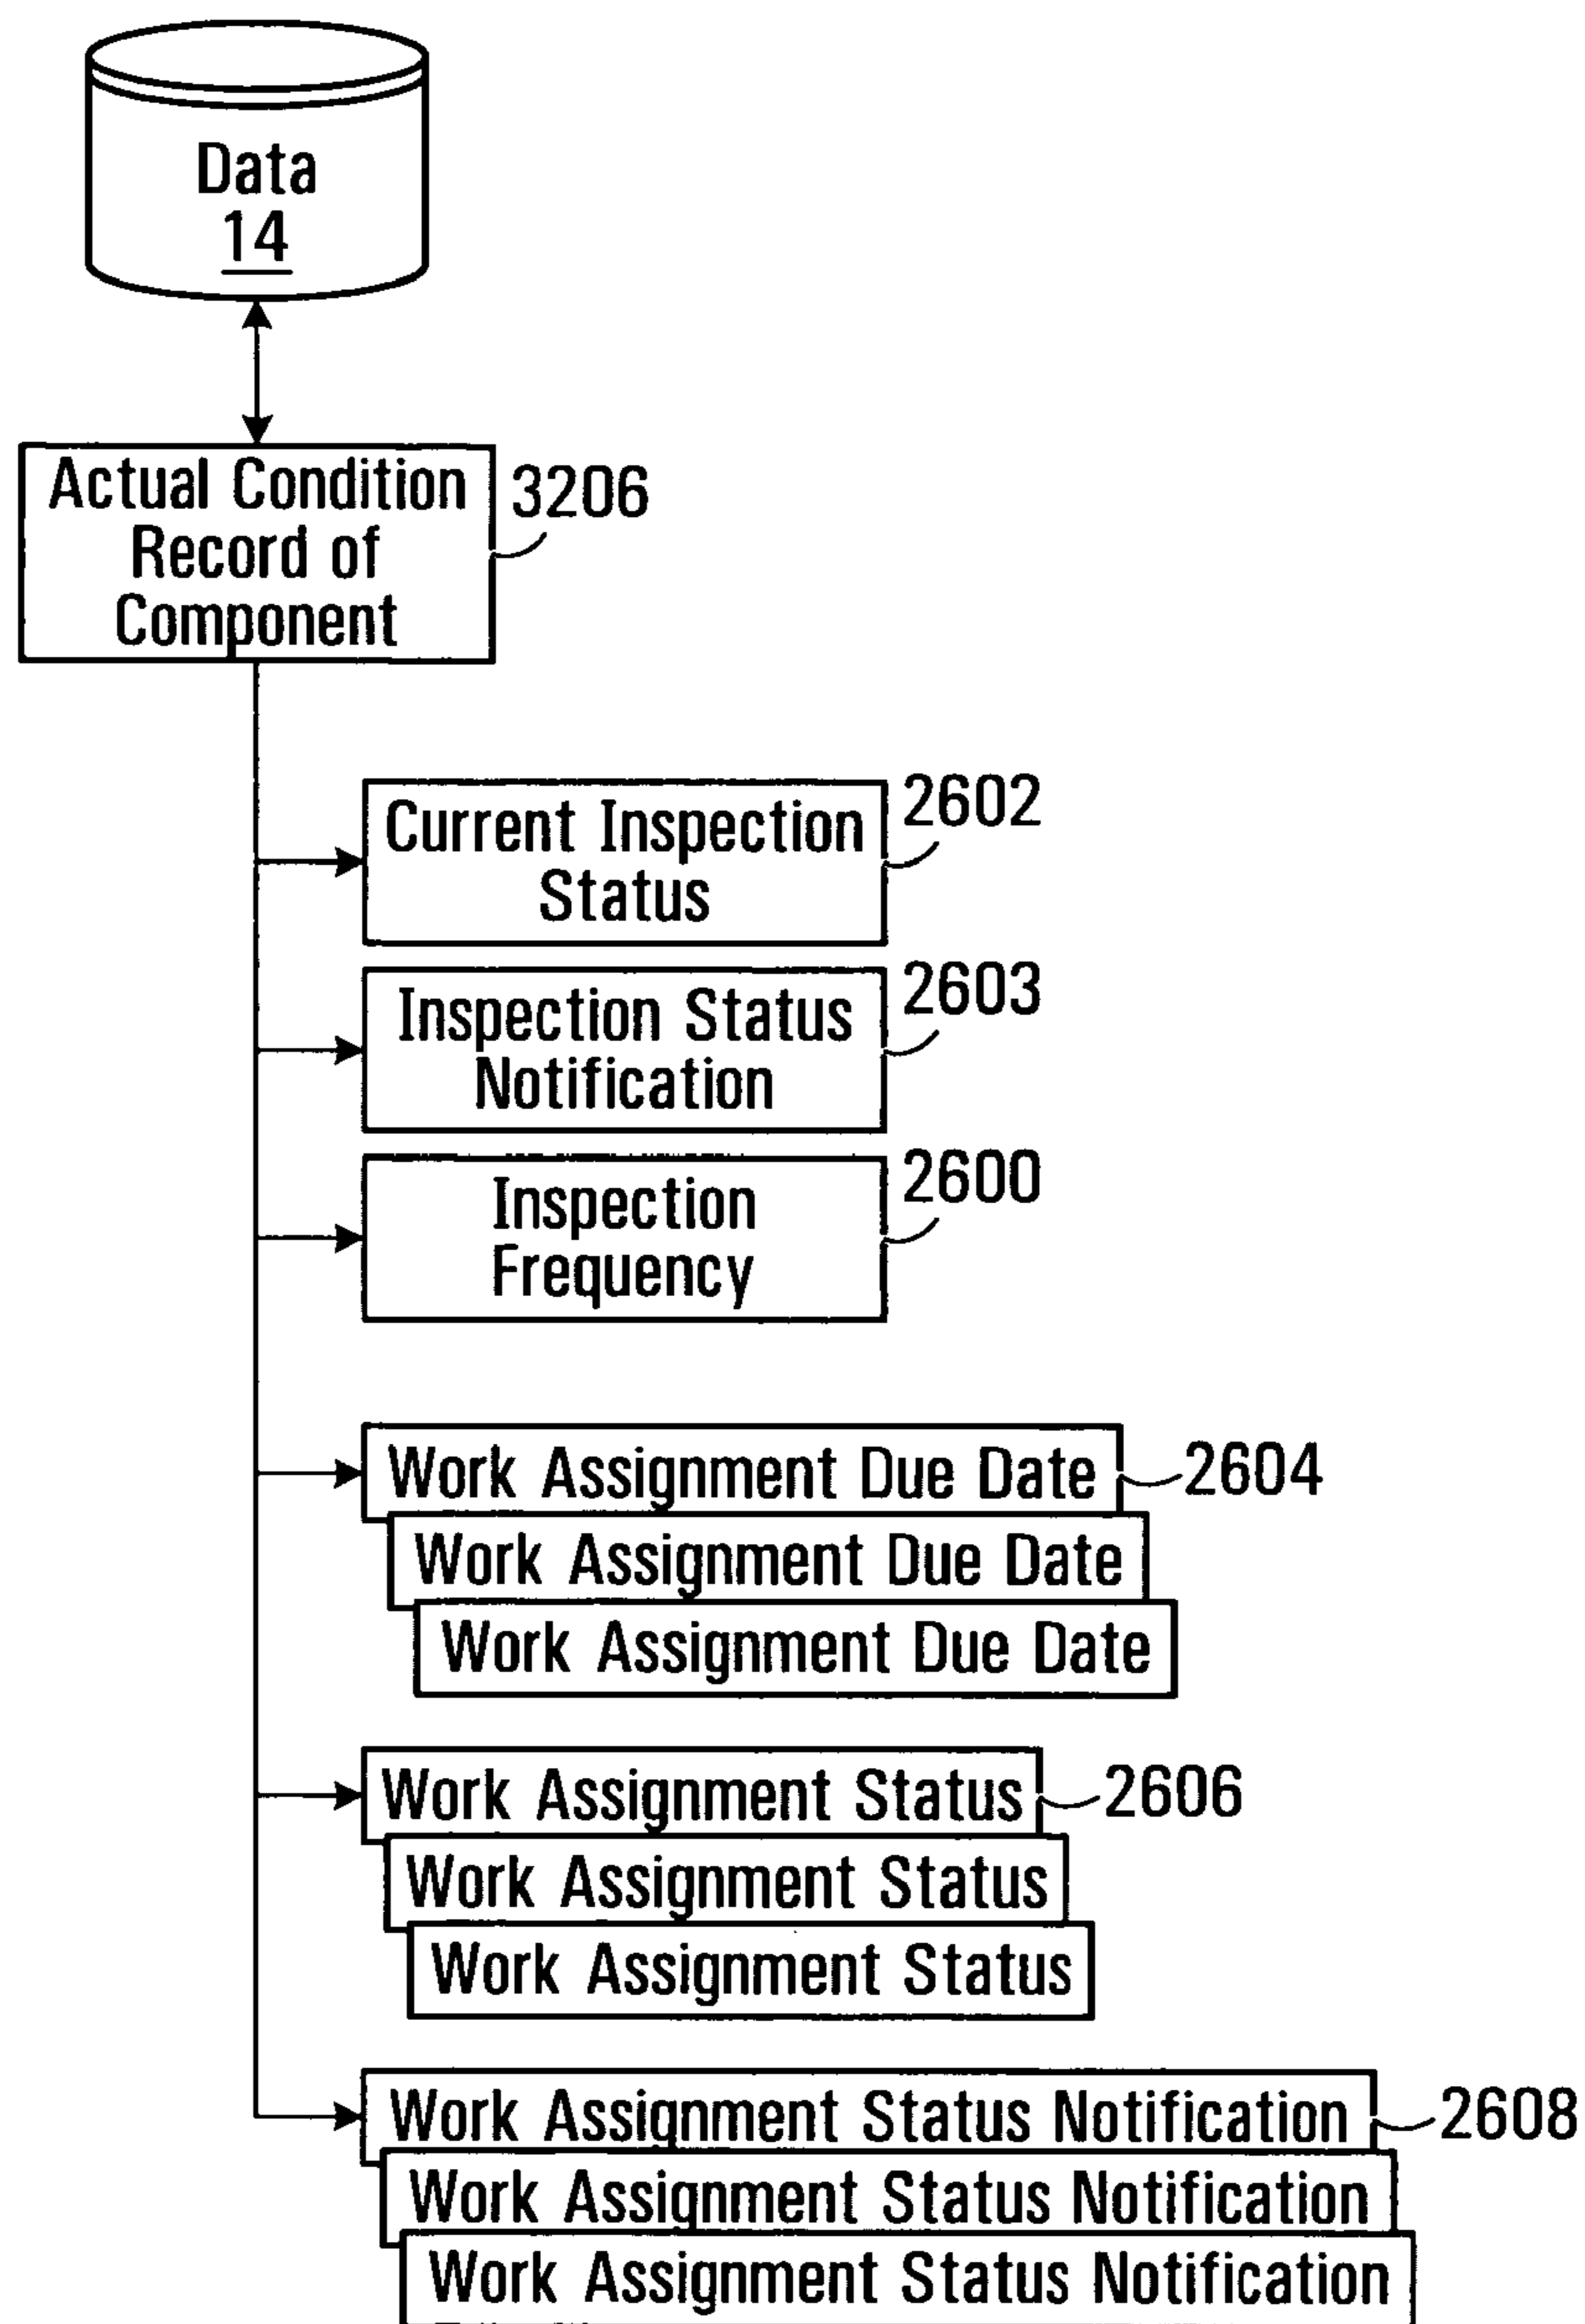 Data
14
Actual Condition
Record of
Component
3206
Current Inspection
Status
2602
Inspection Status
Notification
2603
Inspection
Frequency
2600
Work Assignment Due Date
2604
Work Assignment Due Date
Work Assignment Due Date
Work Assignment Status
2606
Work Assignment Status
Work Assignment Status
Work Assignment Status Notification
2608
Work Assignment Status Notification
Work Assignment Status Notification